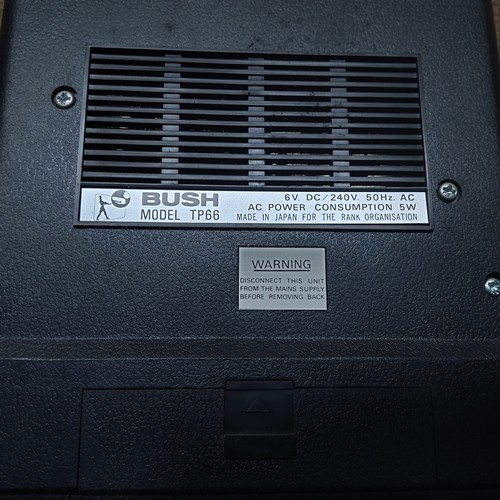 BUSH
MODEL TP66
6V. DC/240V. 50Hz. AC
AC POWER CONSUMPTION 5W
MADE IN JAPAN FOR THE RANK ORGANISATION
WARNING
DISCONNECT THIS UNIT
FROM THE MAINS SUPPLY
BEFORE REMOVING BACK